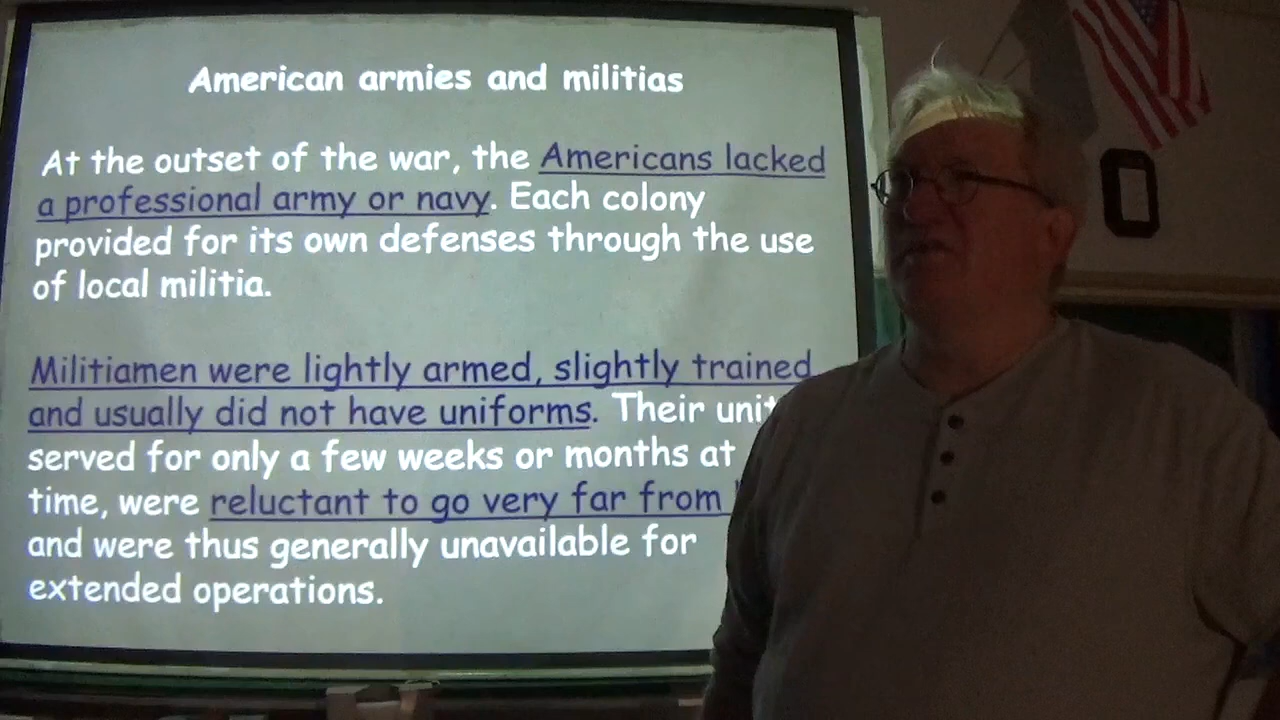 American armies and militias
At the outset of the war, the Americans lacked
a professional army or navy. Each colony
provided for its own defenses through the use
of local militia.
Militiamen were lightly armed, slightly trained
and usually did not have uniforms. Their
served for only a few weeks or months at
time, were reluctant to go very far from
and were thus generally unavailable for
extended operations.